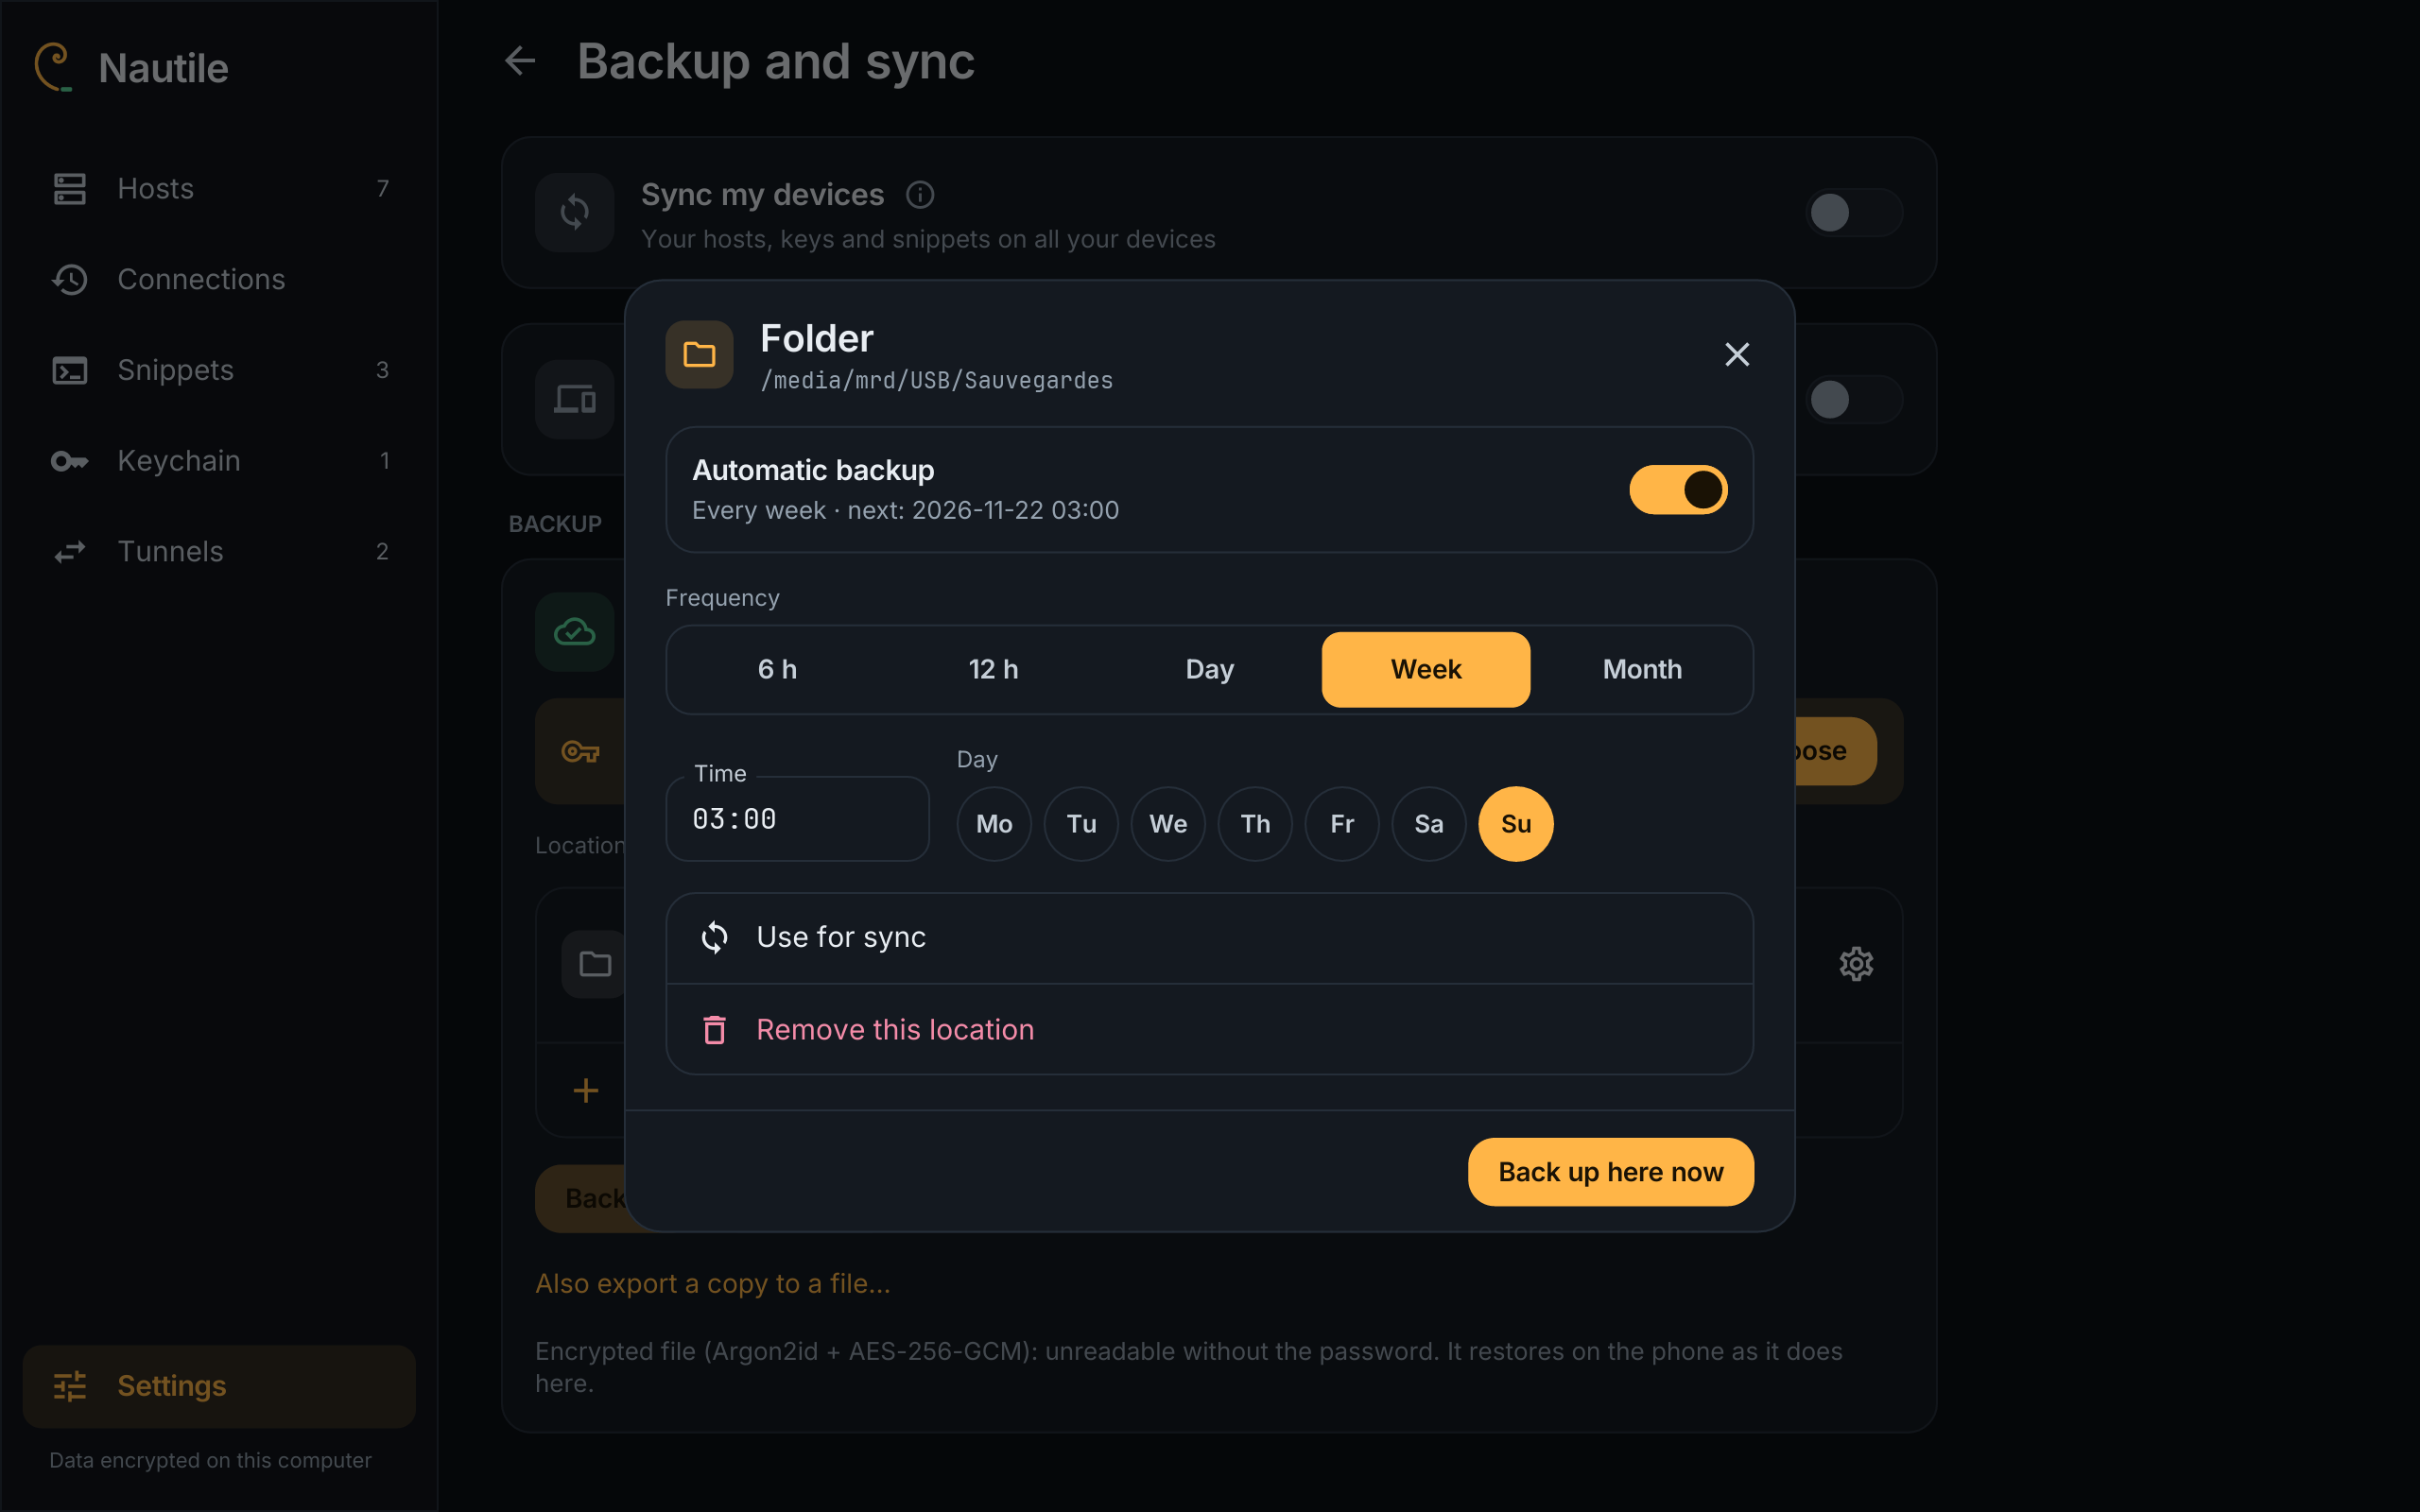 Nautile
Hosts 7
Connections
Snippets 3
Keychain 1
Tunnels 2
Settings
Data encrypted on this computer
Backup and sync
Sync my devices
Your hosts, keys and snippets on all your devices
BACKUP
Location
Back
Also export a copy to a file...
Encrypted file (Argon2id + AES-256-GCM): unreadable without the password. It restores on the phone as it does
here.
Folder
/media/mrd/USB/Sauvegardes
Automatic backup
Every week · next: 2026-11-22 03:00
Frequency
6 h 12 h Day Week Month
Time
03:00
Day
Mo Tu We Th Fr Sa Su
Use for sync
Remove this location
Back up here now